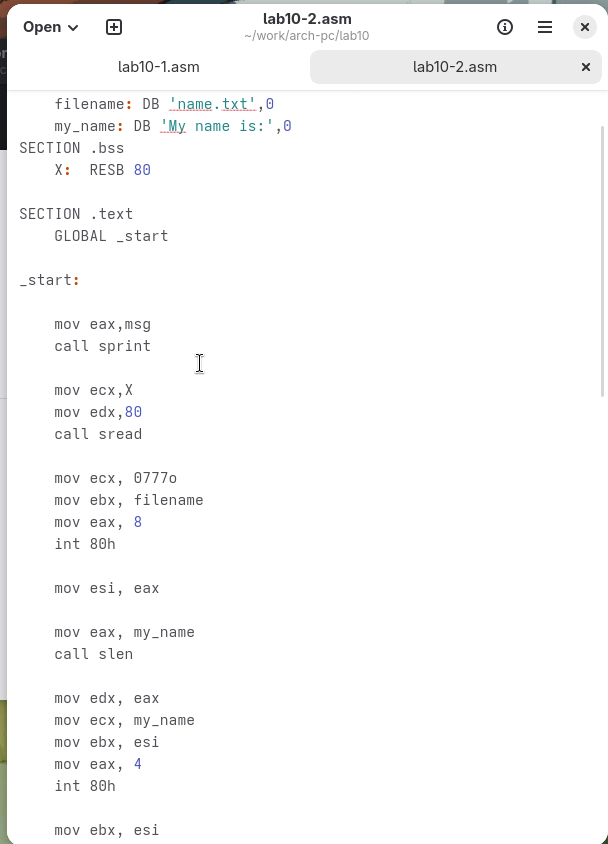 Open
lab10-2.asm
~/work/arch-pc/lab10
lab10-1.asm
lab10-2.asm
filename: DB 'name.txt',0
my_name: DB 'My name is:',0
SECTION .bss
X:  RESB 80
SECTION .text
GLOBAL _start
_start:
mov eax,msg
call sprint
mov ecx,X
mov edx,80
call sread
mov ecx, 0777o
mov ebx, filename
mov eax, 8
int 80h
mov esi, eax
mov eax, my_name
call slen
mov edx, eax
mov ecx, my_name
mov ebx, esi
mov eax, 4
int 80h
mov ebx, esi